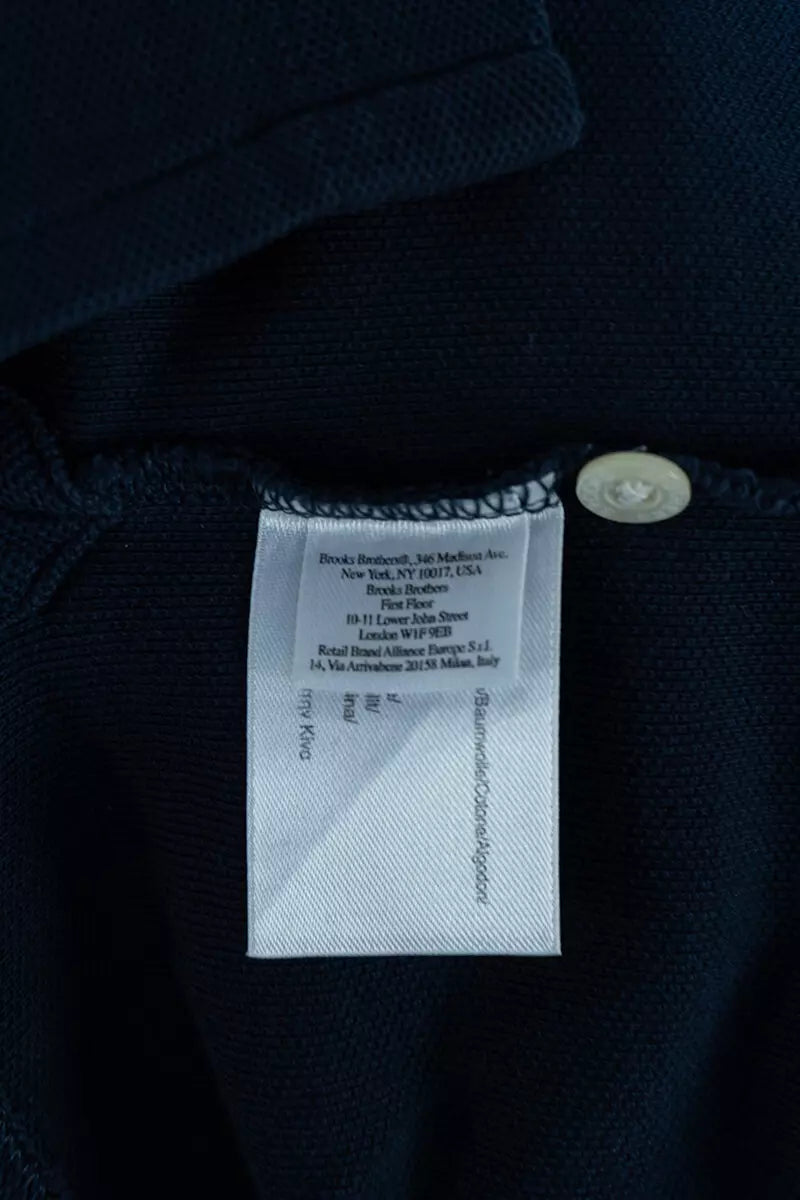 Brooks Brothers®, 346 Madison Ave.
New York, NY 10017, USA
Brooks Brothers
First Floor
10-11 Lower John Street
London W1F 9EB
Retail Brand Alliance Europe S.r.l.
14, Via Arrivabene 20158 Milan, Italy
/Baumwolle/Cotone/Algodon/